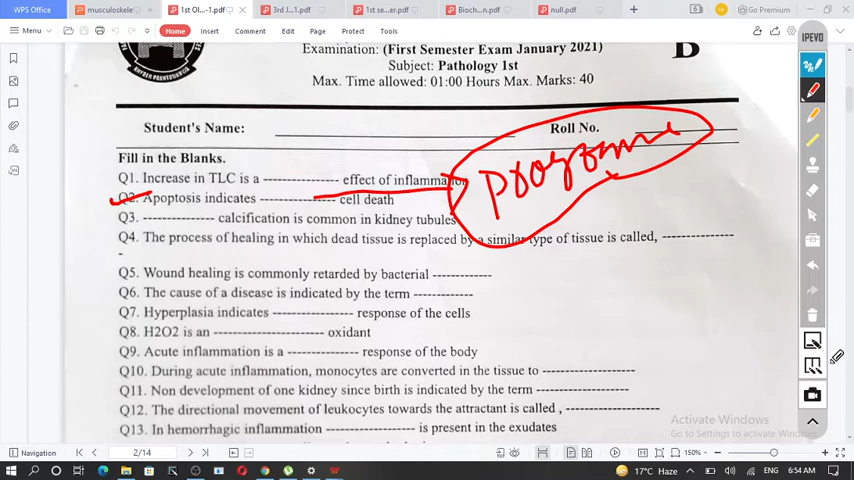 WPS Office
musculoskele
1st Ol...-1.pdf
3rd J...1.pdf
1st se...er.pdf
Bioch...n.pdf
null.pdf
6
Go Premium
Menu
Home
Insert
Comment
Edit
Page
Protect
Tools
IPEVO
Examination: (First Semester Exam January 2021)
B
Subject: Pathology 1st
Max. Time allowed: 01:00 Hours Max. Marks: 40
Student's Name:
Roll No.
Programme
Fill in the Blanks.
Q1. Increase in TLC is a -------------- effect of inflammation
Q2. Apoptosis indicates -------------- cell death
Q3. -------------- calcification is common in kidney tubules
Q4. The process of healing in which dead tissue is replaced by a similar type of tissue is called, --------------
-
Q5. Wound healing is commonly retarded by bacterial -----------
Q6. The cause of a disease is indicated by the term -----------
Q7. Hyperplasia indicates --------------- response of the cells
Q8. H2O2 is an -------------------- oxidant
Q9. Acute inflammation is a ------------- response of the body
Q10. During acute inflammation, monocytes are converted in the tissue to -----------------
Q11. Non development of one kidney since birth is indicated by the term -----------------
Q12. The directional movement of leukocytes towards the attractant is called , -----------------
Q13. In hemorrhagic inflammation ---------------- is present in the exudates
Activate Windows
Go to Settings to activate Windows.
Navigation
2/14
150%
17°C Haze
ENG
6:54 AM